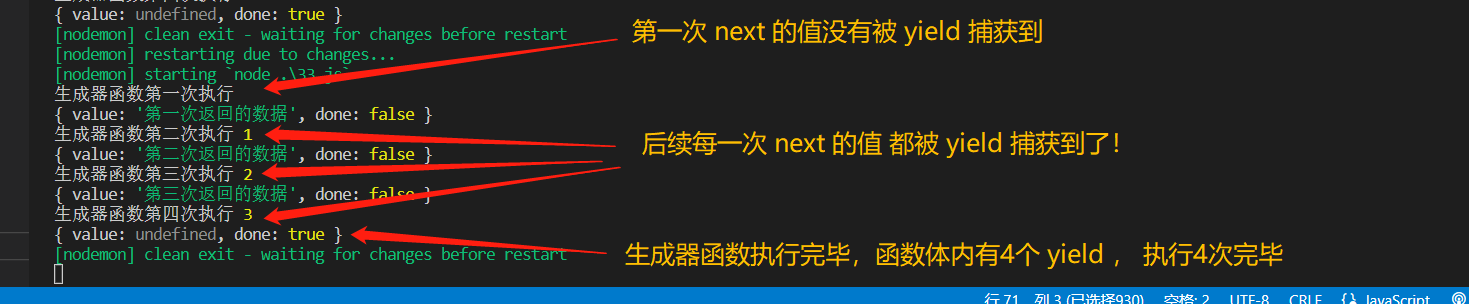 { value: undefined, done: true }
[nodemon] clean exit - waiting for changes before restart
第一次 next 的值没有被 yield 捕获到
[nodemon] restarting due to changes...
[nodemon] starting `node .\33.js`
生成器函数第一次执行
{ value: '第一次返回的数据', done: false }
生成器函数第二次执行 1
后续每一次 next 的值 都被 yield 捕获到了!
{ value: '第二次返回的数据', done: false }
生成器函数第三次执行 2
{ value: '第三次返回的数据', done: false }
生成器函数第四次执行 3
{ value: undefined, done: true }
[nodemon] clean exit - waiting for changes before restart
生成器函数执行完毕，函数体内有4个 yield ， 执行4次完毕
行 71，列 3 (已选择930) 空格: 2 UTF-8 CRLF {} JavaScript